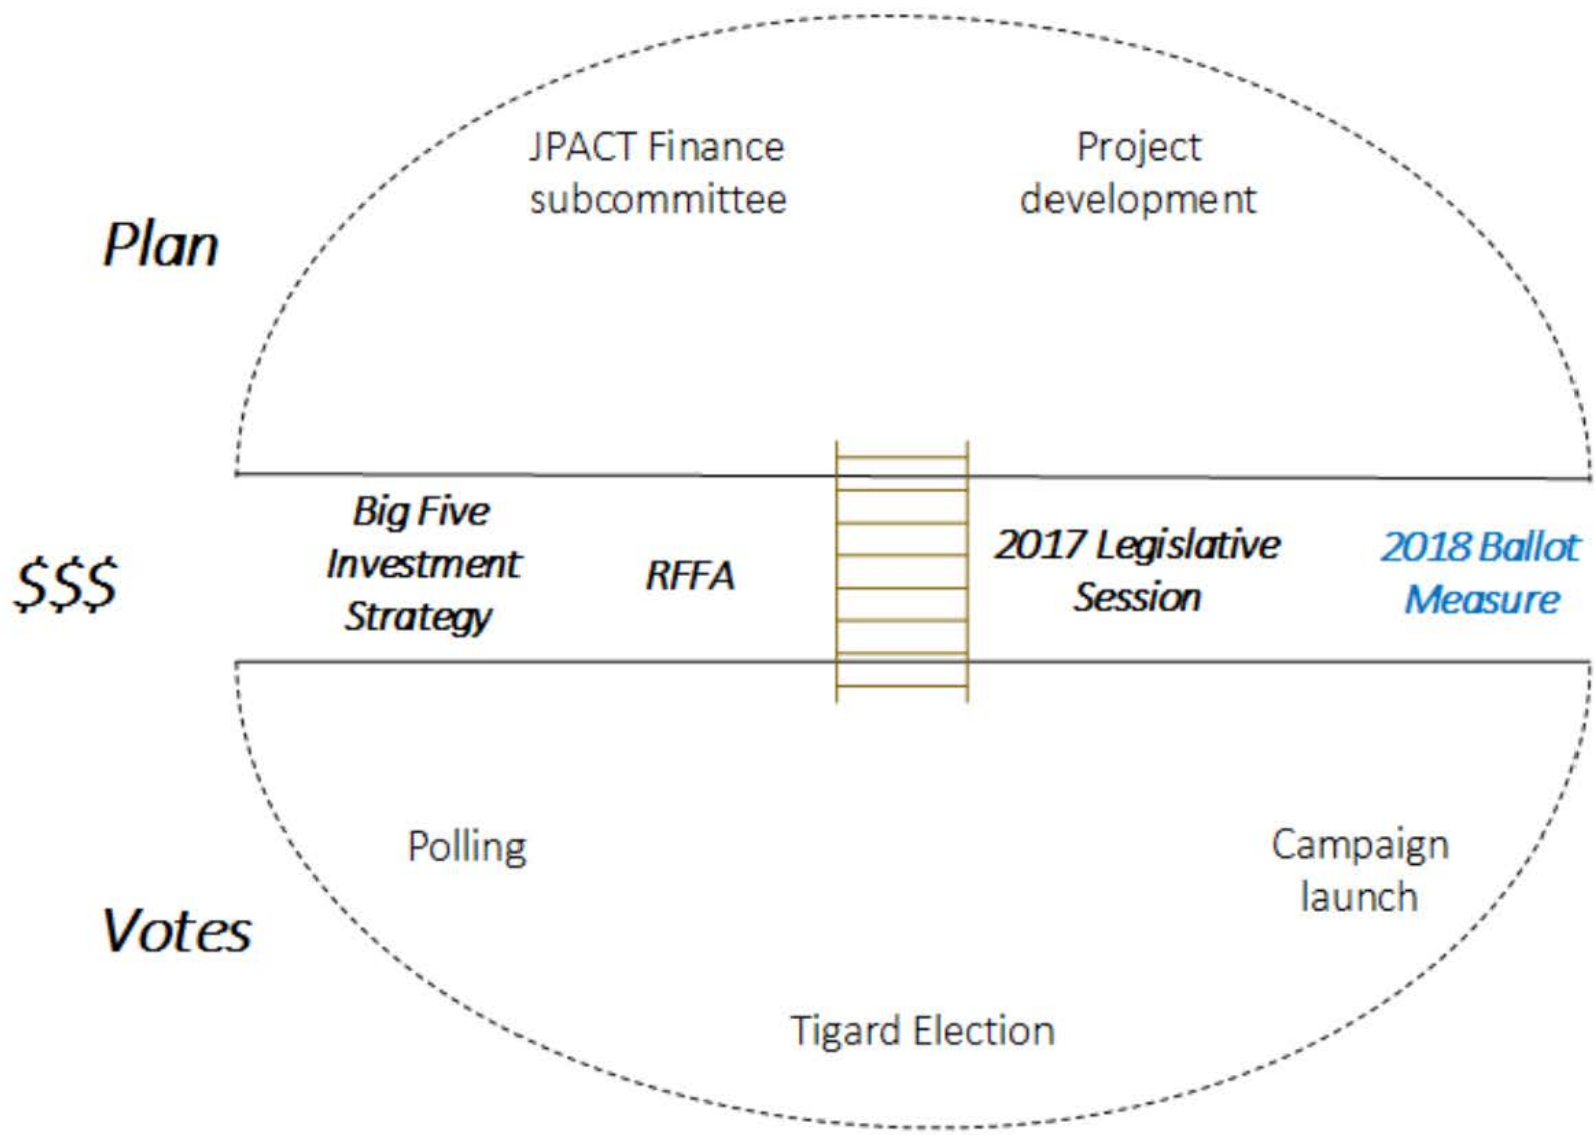 JPACT Finance
subcommittee
Project
development
Plan
$$$
Big Five
Investment
Strategy
RFFA
2017 Legislative
Session
2018 Ballot
Measure
Polling
Campaign
launch
Votes
Tigard Election